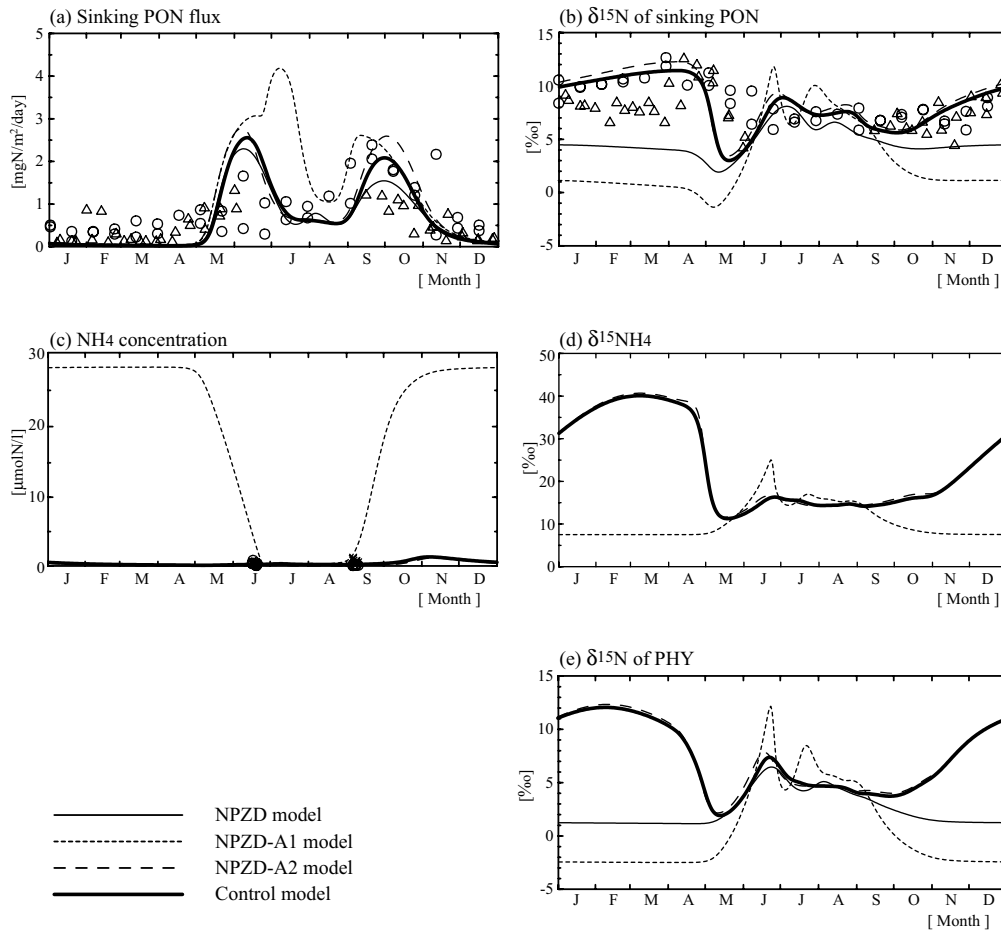 (a) Sinking PON flux
5
4
3
2
1
0
[mgN/m²/day]
J F M A M J J A S O N D
[ Month ]
(b) δ¹⁵N of sinking PON
15
10
5
0
-5
[‰]
J F M A M J J A S O N D
[ Month ]
(c) NH4 concentration
30
20
10
0
[μmolN/l]
J F M A M J J A S O N D
[ Month ]
(d) δ¹⁵NH4
50
40
30
20
10
0
[‰]
J F M A M J J A S O N D
[ Month ]
(e) δ¹⁵N of PHY
15
10
5
0
-5
[‰]
J F M A M J J A S O N D
[ Month ]
NPZD model
NPZD-A1 model
NPZD-A2 model
Control model